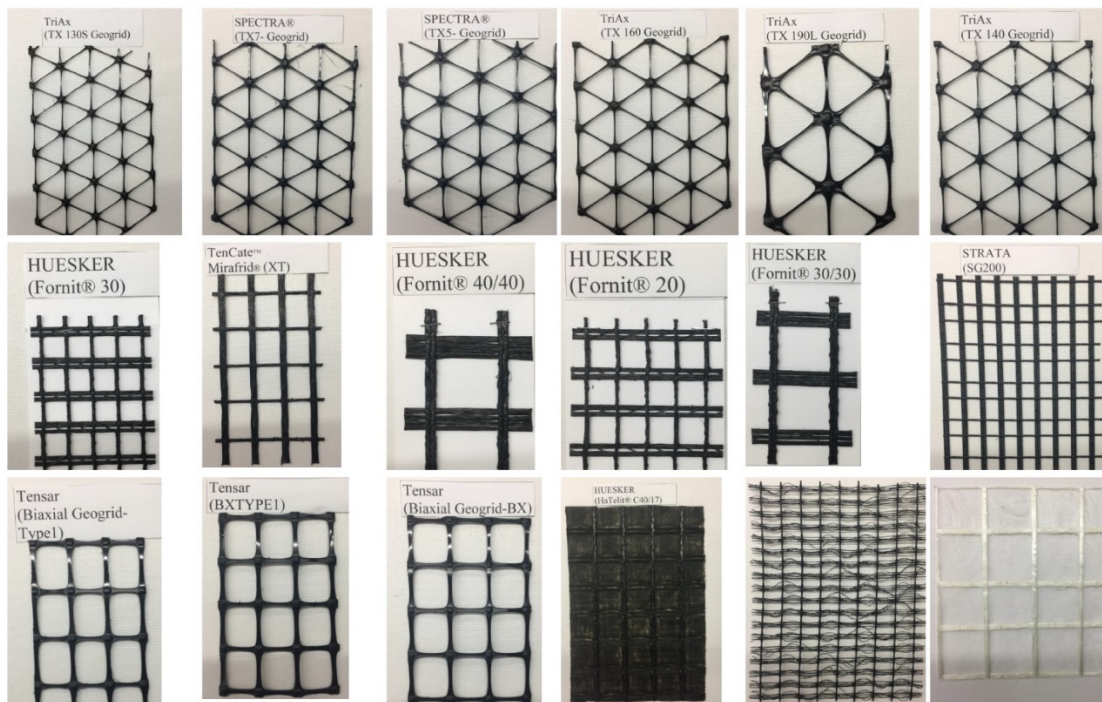 TriAx
(TX 130S Geogrid)
SPECTRA®
(TX7- Geogrid)
SPECTRA®
(TX5- Geogrid)
TriAx
(TX 160 Geogrid)
TriAx
(TX 190L Geogrid)
TriAx
(TX 140 Geogrid)
HUESKER
(Fornit® 30)
TenCate™
Mirafrid® (XT)
HUESKER
(Fornit® 40/40)
HUESKER
(Fornit® 20)
HUESKER
(Fornit® 30/30)
STRATA
(SG200)
Tensar
(Biaxial Geogrid-
Type1)
Tensar
(BXTYPE1)
Tensar
(Biaxial Geogrid-BX)
HUESKER
(HaTelit® C40/17)